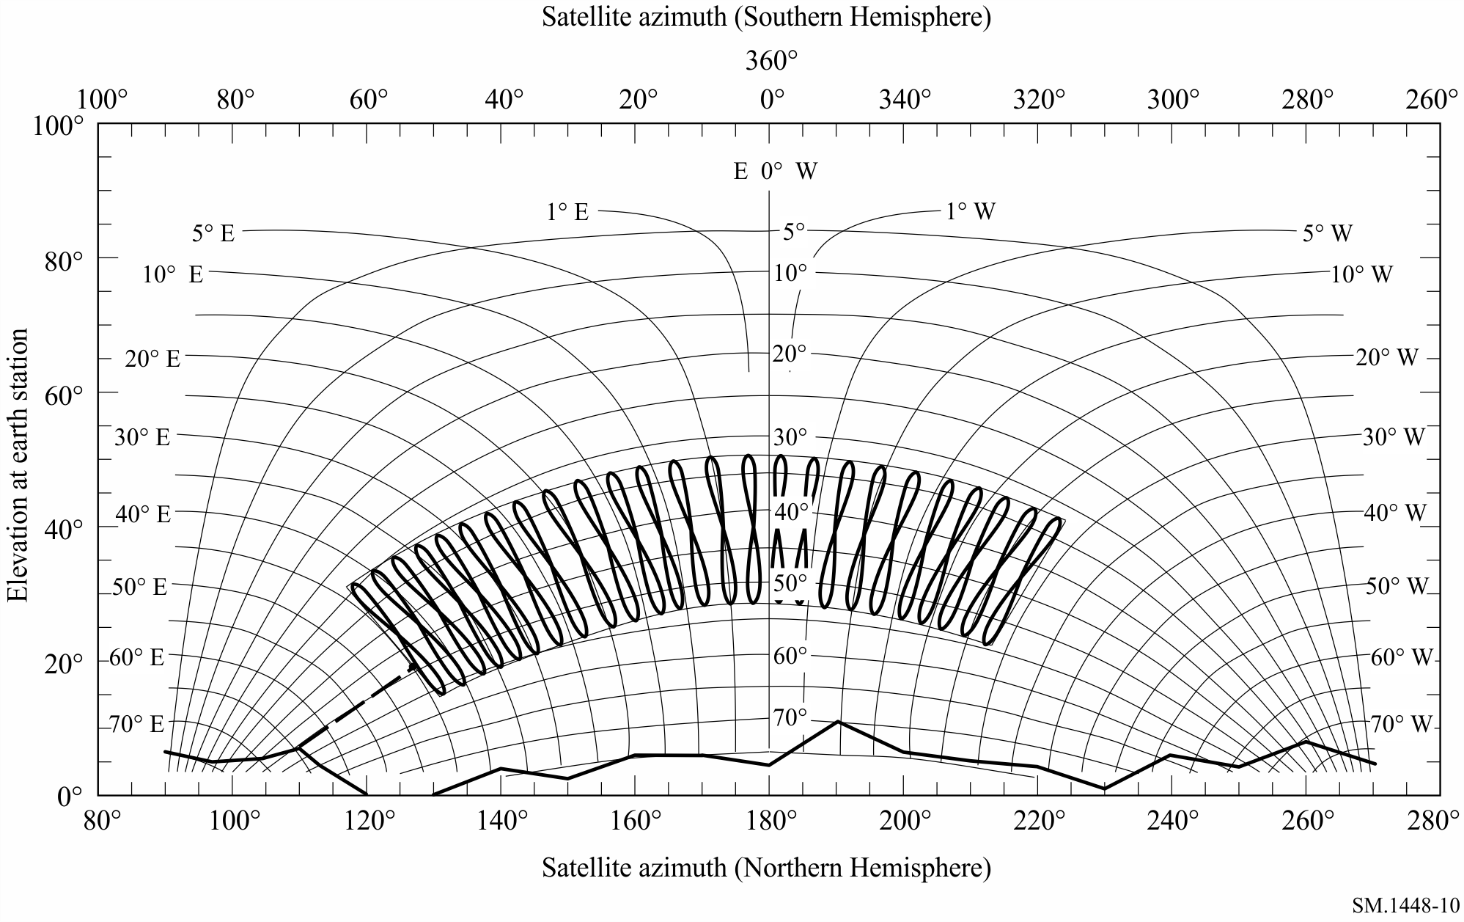 Satellite azimuth (Southern Hemisphere)
360°
100° 80° 60° 40° 20° 0° 340° 320° 300° 280° 260°
100°
E 0° W
1° E 1° W
5° E 5° 5° W
80°
10° E 10° 10° W
20° E 20° 20° W
60°
30° E 30° 30° W
40° E 40° 40° W
40°
50° E 50° 50° W
60° E 60° 60° W
20°
70° E 70° 70° W
0°
Elevation at earth station
80° 100° 120° 140° 160° 180° 200° 220° 240° 260° 280°
Satellite azimuth (Northern Hemisphere)
SM.1448-10